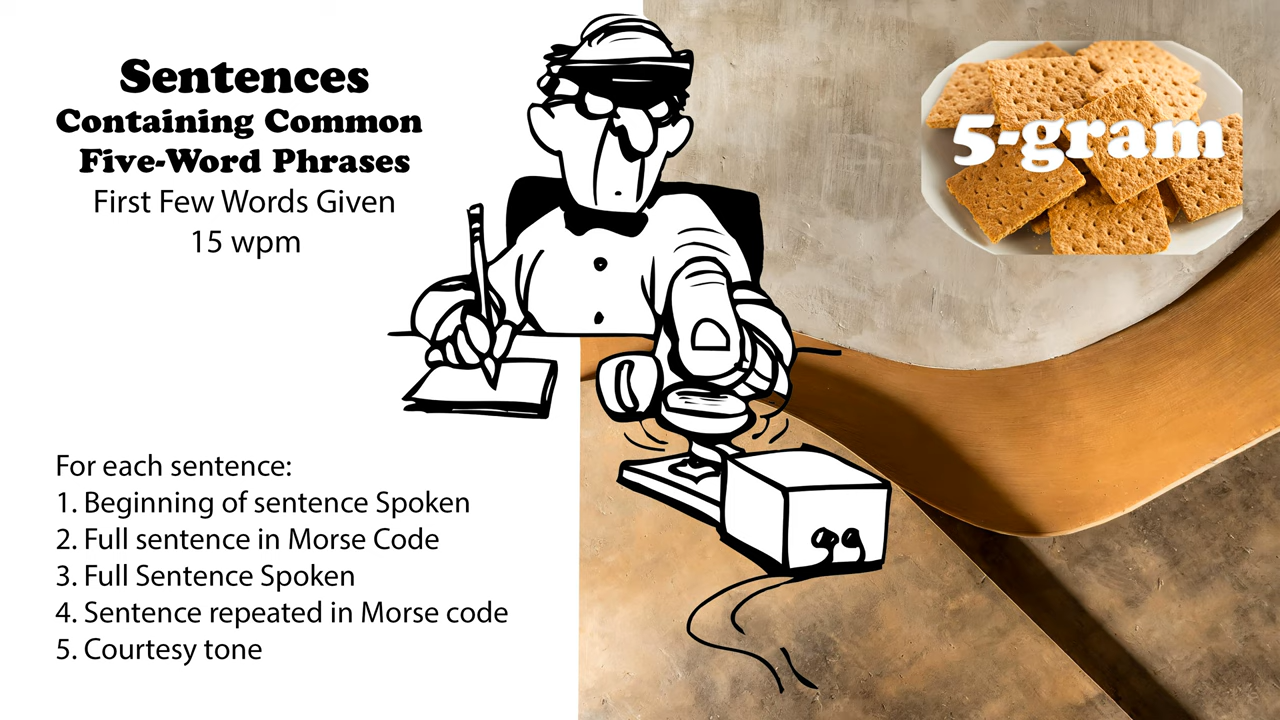 Sentences
Containing Common
Five-Word Phrases
First Few Words Given
15 wpm
5-gram
For each sentence:
1. Beginning of sentence Spoken
2. Full sentence in Morse Code
3. Full Sentence Spoken
4. Sentence repeated in Morse code
5. Courtesy tone